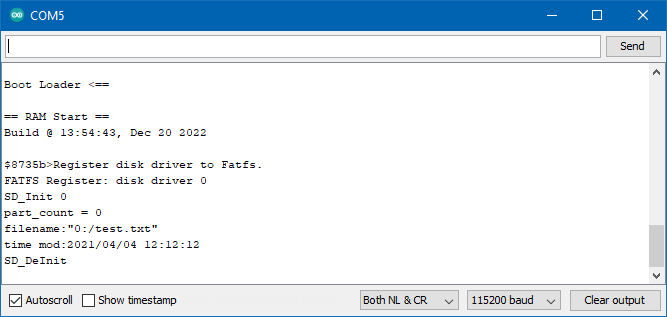 COM5
Send
Boot Loader <==
== RAM Start ==
Build @ 13:54:43, Dec 20 2022
$8735b>Register disk driver to Fatfs.
FATFS Register: disk driver 0
SD_Init 0
part_count = 0
filename:"0:/test.txt"
time mod:2021/04/04 12:12:12
SD_DeInit
Autoscroll Show timestamp Both NL & CR 115200 baud Clear output